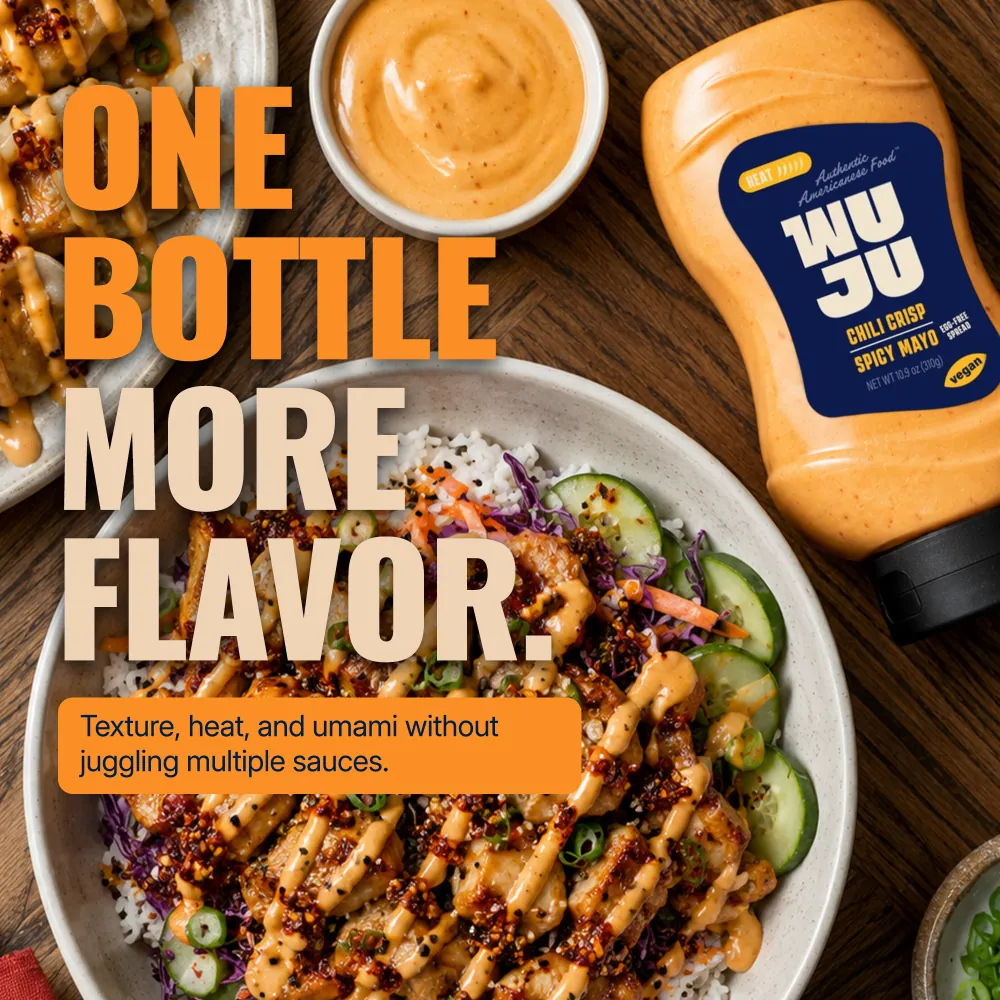 ONE
BOTTLE
MORE
FLAVOR.
Texture, heat, and umami without
juggling multiple sauces.
HEAT
Authentic
Americanese Food™
WU
JU
CHILI CRISP
SPICY MAYO
EGG-FREE
SPREAD
NET WT 10.9 oz (310g)
vegan